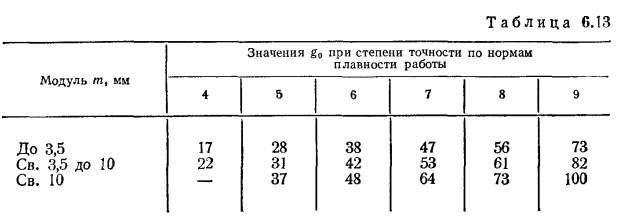 Таблица 6.13
Значения g₀ при степени точности по нормам
плавности работы
Модуль m, мм
4 5 6 7 8 9
До 3,5 17 28 38 47 56 73
Св. 3,5 до 10 22 31 42 53 61 82
Св. 10 — 37 48 64 73 100